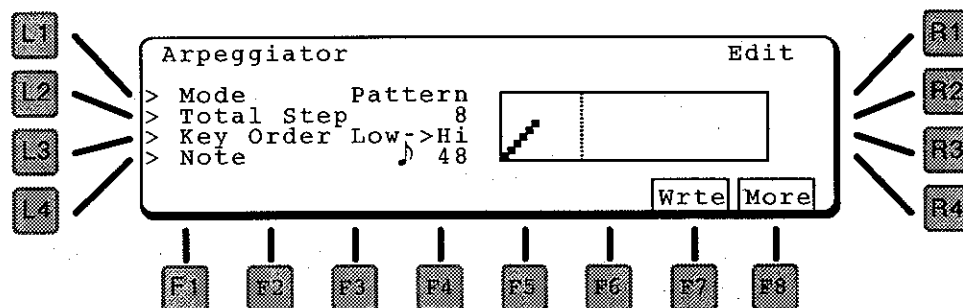 L1
R1
Arpeggiator Edit
L2
R2
> Mode Pattern
> Total Step 8
> Key Order Low->Hi
> Note ♪ 48
L3
R3
Wrte More
L4
R4
F1 F2 F3 F4 F5 F6 F7 F8